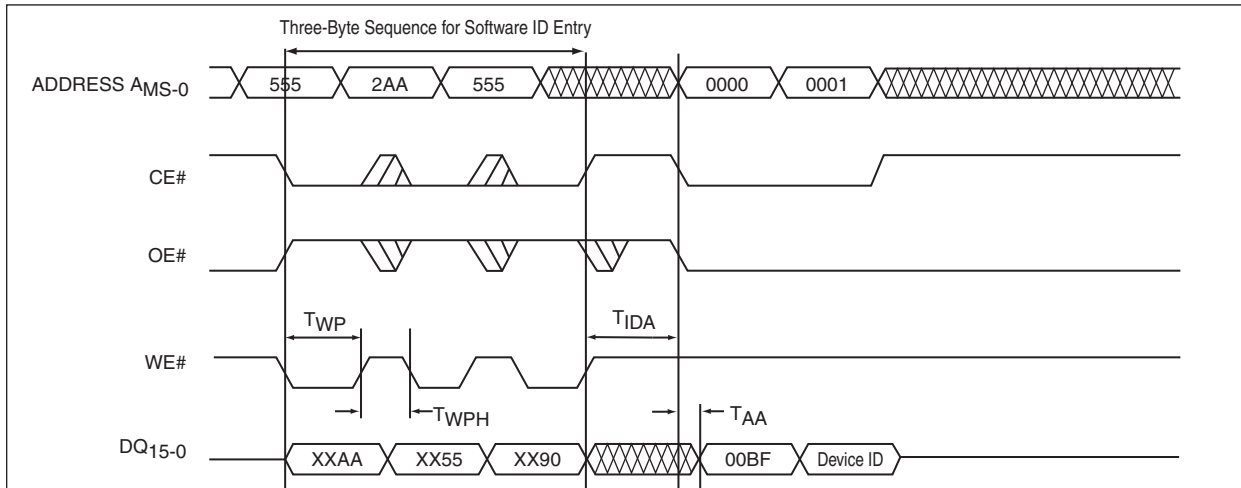 Three-Byte Sequence for Software ID Entry
ADDRESS AMS-0
555 2AA 555 0000 0001
CE#
OE#
TWP TIDA
WE#
TWPH TAA
DQ15-0
XXAA XX55 XX90 00BF Device ID